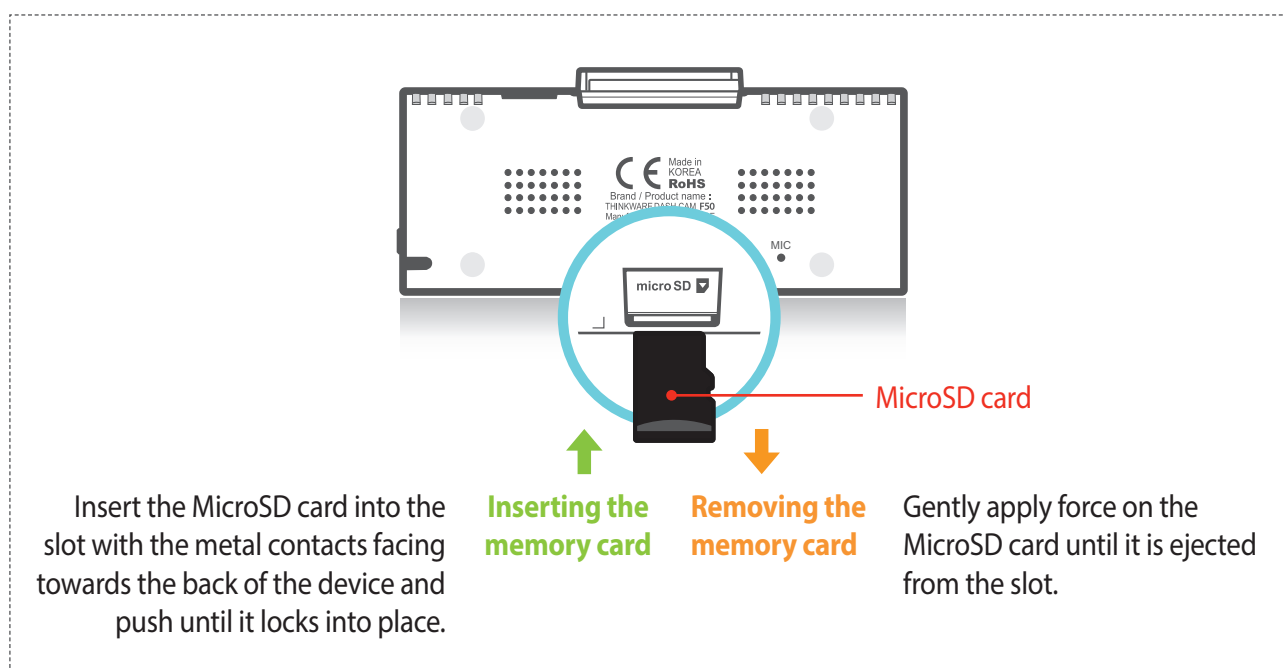 CE
Made in
KOREA
RoHS
Brand / Product name :
THINKWARE DASH CAM F50
MIC
micro SD
MicroSD card
Insert the MicroSD card into the
slot with the metal contacts facing
towards the back of the device and
push until it locks into place.
Inserting the
memory card
Removing the
memory card
Gently apply force on the
MicroSD card until it is ejected
from the slot.